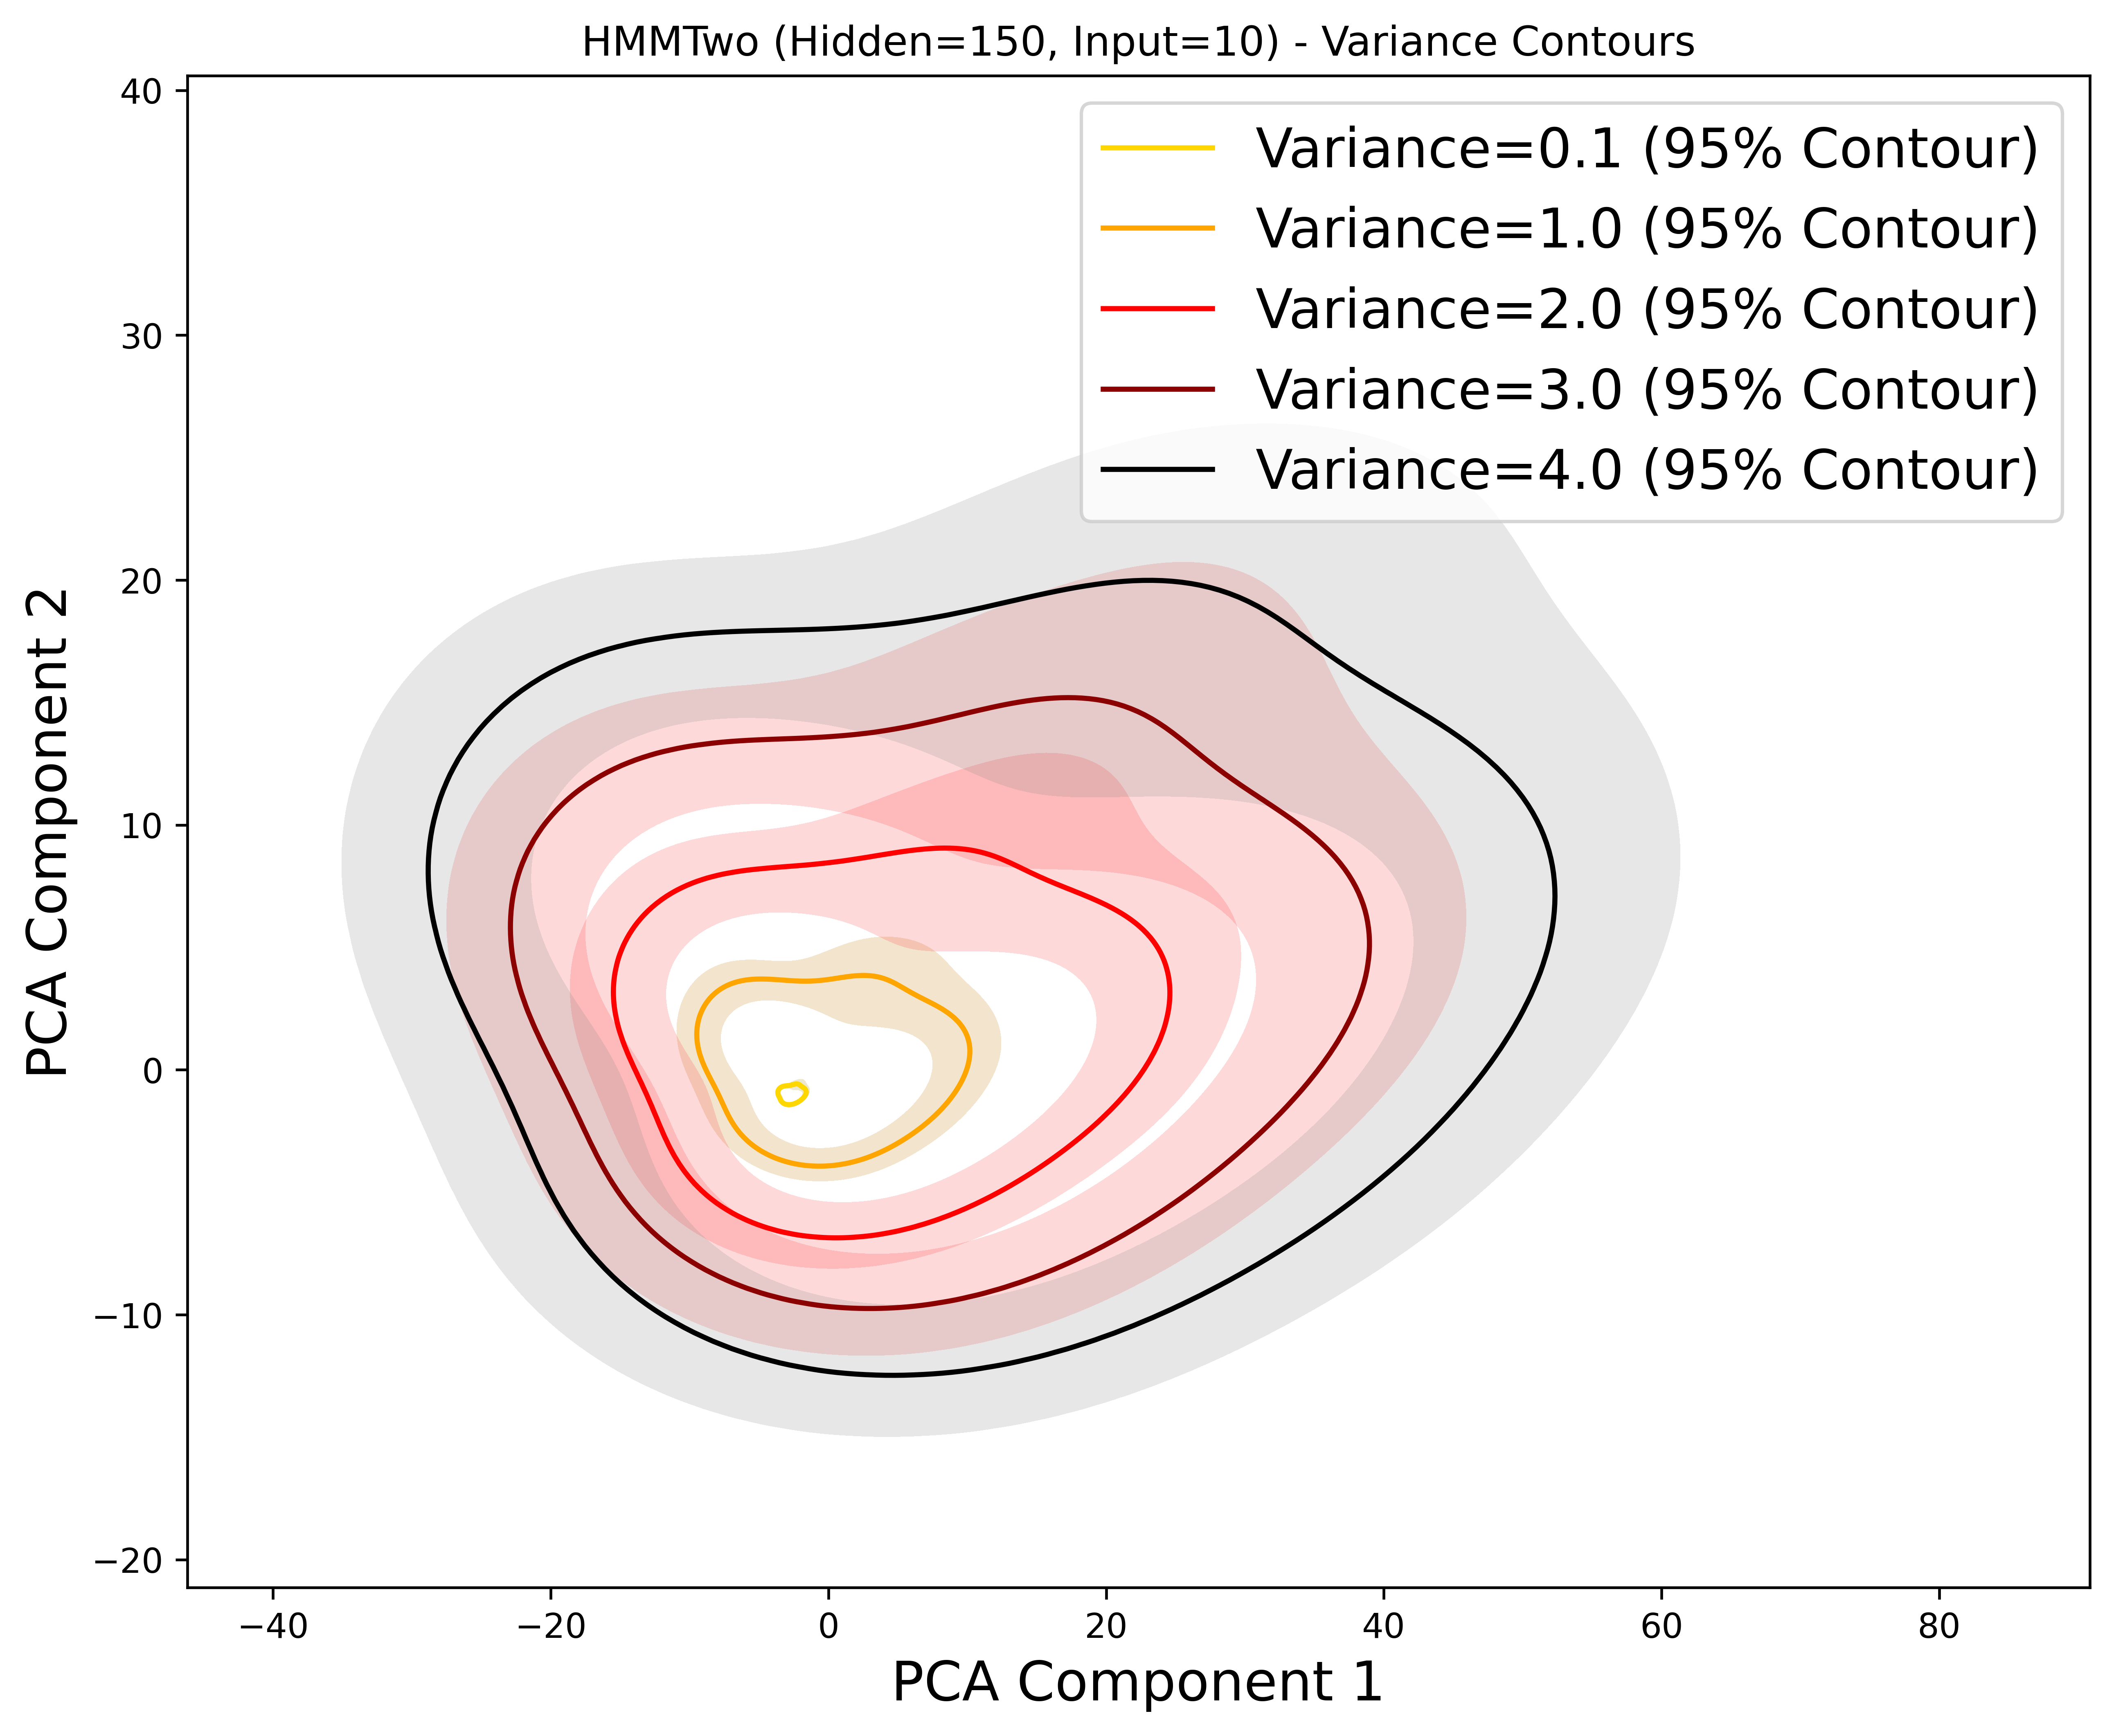 HMMTwo (Hidden=150, Input=10) - Variance Contours
40
30
20
10
0
−10
−20
PCA Component 2
Variance=0.1 (95% Contour)
Variance=1.0 (95% Contour)
Variance=2.0 (95% Contour)
Variance=3.0 (95% Contour)
Variance=4.0 (95% Contour)
−40 −20 0 20 40 60 80
PCA Component 1